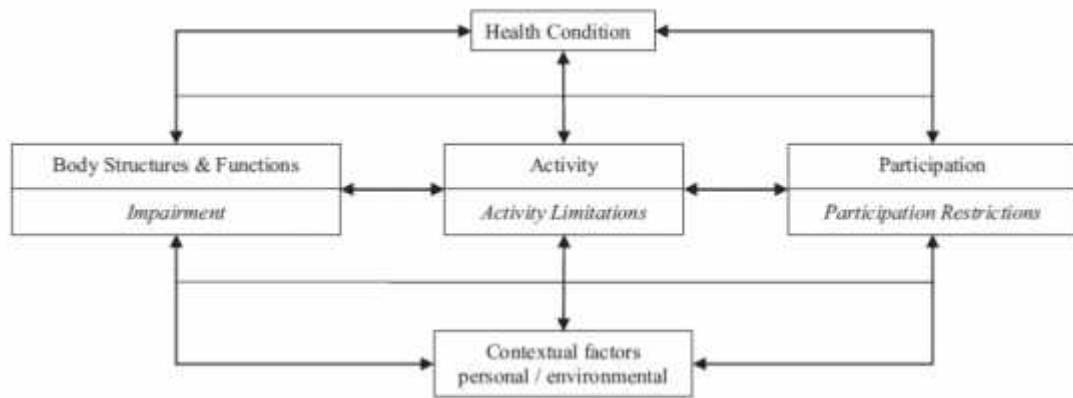 Health Condition
Body Structures & Functions
Activity
Participation
Impairment
Activity Limitations
Participation Restrictions
Contextual factors
personal / environmental